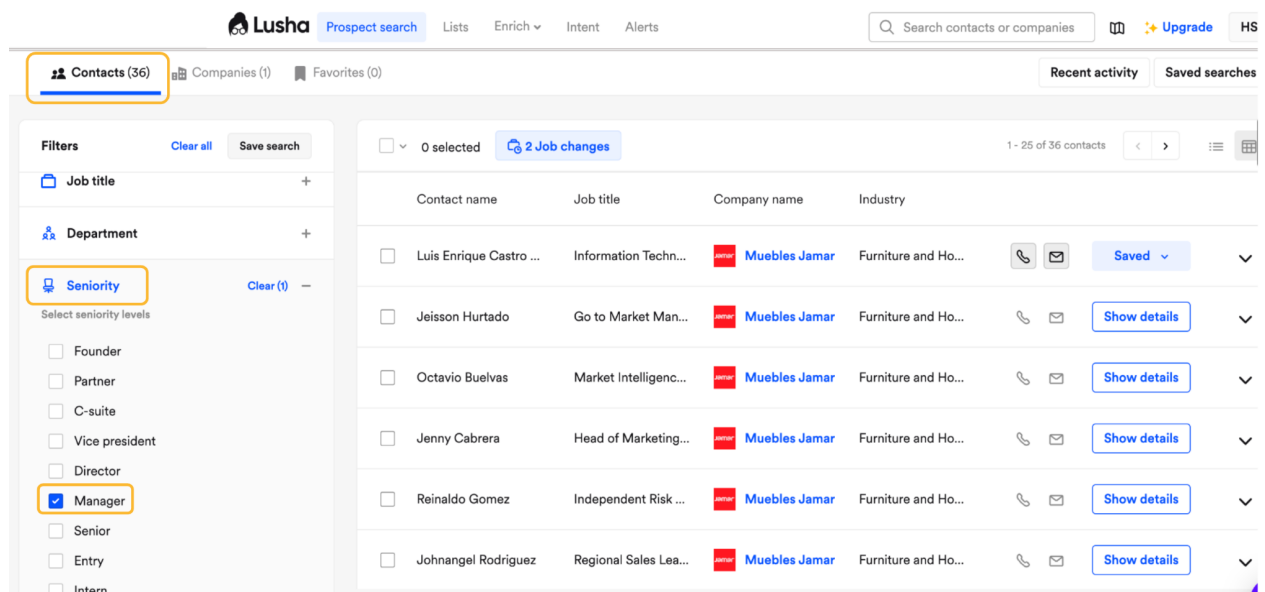 Lusha
Prospect search
Lists
Enrich
Intent
Alerts
Search contacts or companies
Upgrade
HS
Contacts (36)
Companies (1)
Favorites (0)
Recent activity
Saved searches
Filters
Clear all
Save search
Job title
Department
Seniority
Clear (1)
Select seniority levels
Founder
Partner
C-suite
Vice president
Director
Manager
Senior
Entry
Intern
0 selected
2 Job changes
1 - 25 of 36 contacts
Contact name Job title Company name Industry
Luis Enrique Castro ... Information Techn... Jamar Muebles Jamar Furniture and Ho... Saved
Jeisson Hurtado Go to Market Man... Jamar Muebles Jamar Furniture and Ho... Show details
Octavio Buelvas Market Intelligenc... Jamar Muebles Jamar Furniture and Ho... Show details
Jenny Cabrera Head of Marketing... Jamar Muebles Jamar Furniture and Ho... Show details
Reinaldo Gomez Independent Risk ... Jamar Muebles Jamar Furniture and Ho... Show details
Johnangel Rodriguez Regional Sales Lea... Jamar Muebles Jamar Furniture and Ho... Show details